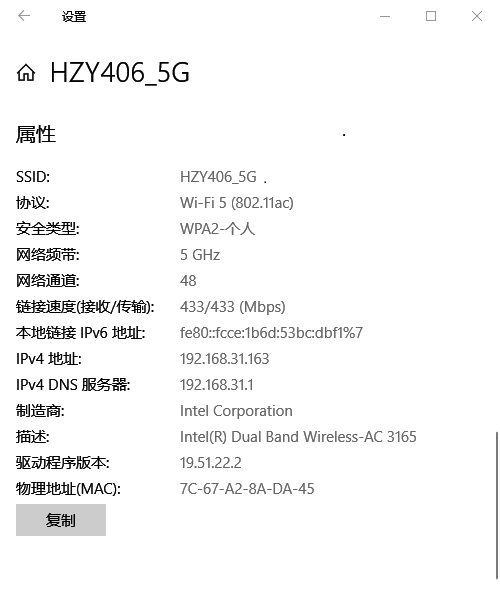 设置
HZY406_5G
属性
SSID: HZY406_5G
协议: Wi-Fi 5 (802.11ac)
安全类型: WPA2-个人
网络频带: 5 GHz
网络通道: 48
链接速度(接收/传输): 433/433 (Mbps)
本地链接 IPv6 地址: fe80::fcce:1b6d:53bc:dbf1%7
IPv4 地址: 192.168.31.163
IPv4 DNS 服务器: 192.168.31.1
制造商: Intel Corporation
描述: Intel(R) Dual Band Wireless-AC 3165
驱动程序版本: 19.51.22.2
物理地址(MAC): 7C-67-A2-8A-DA-45
复制